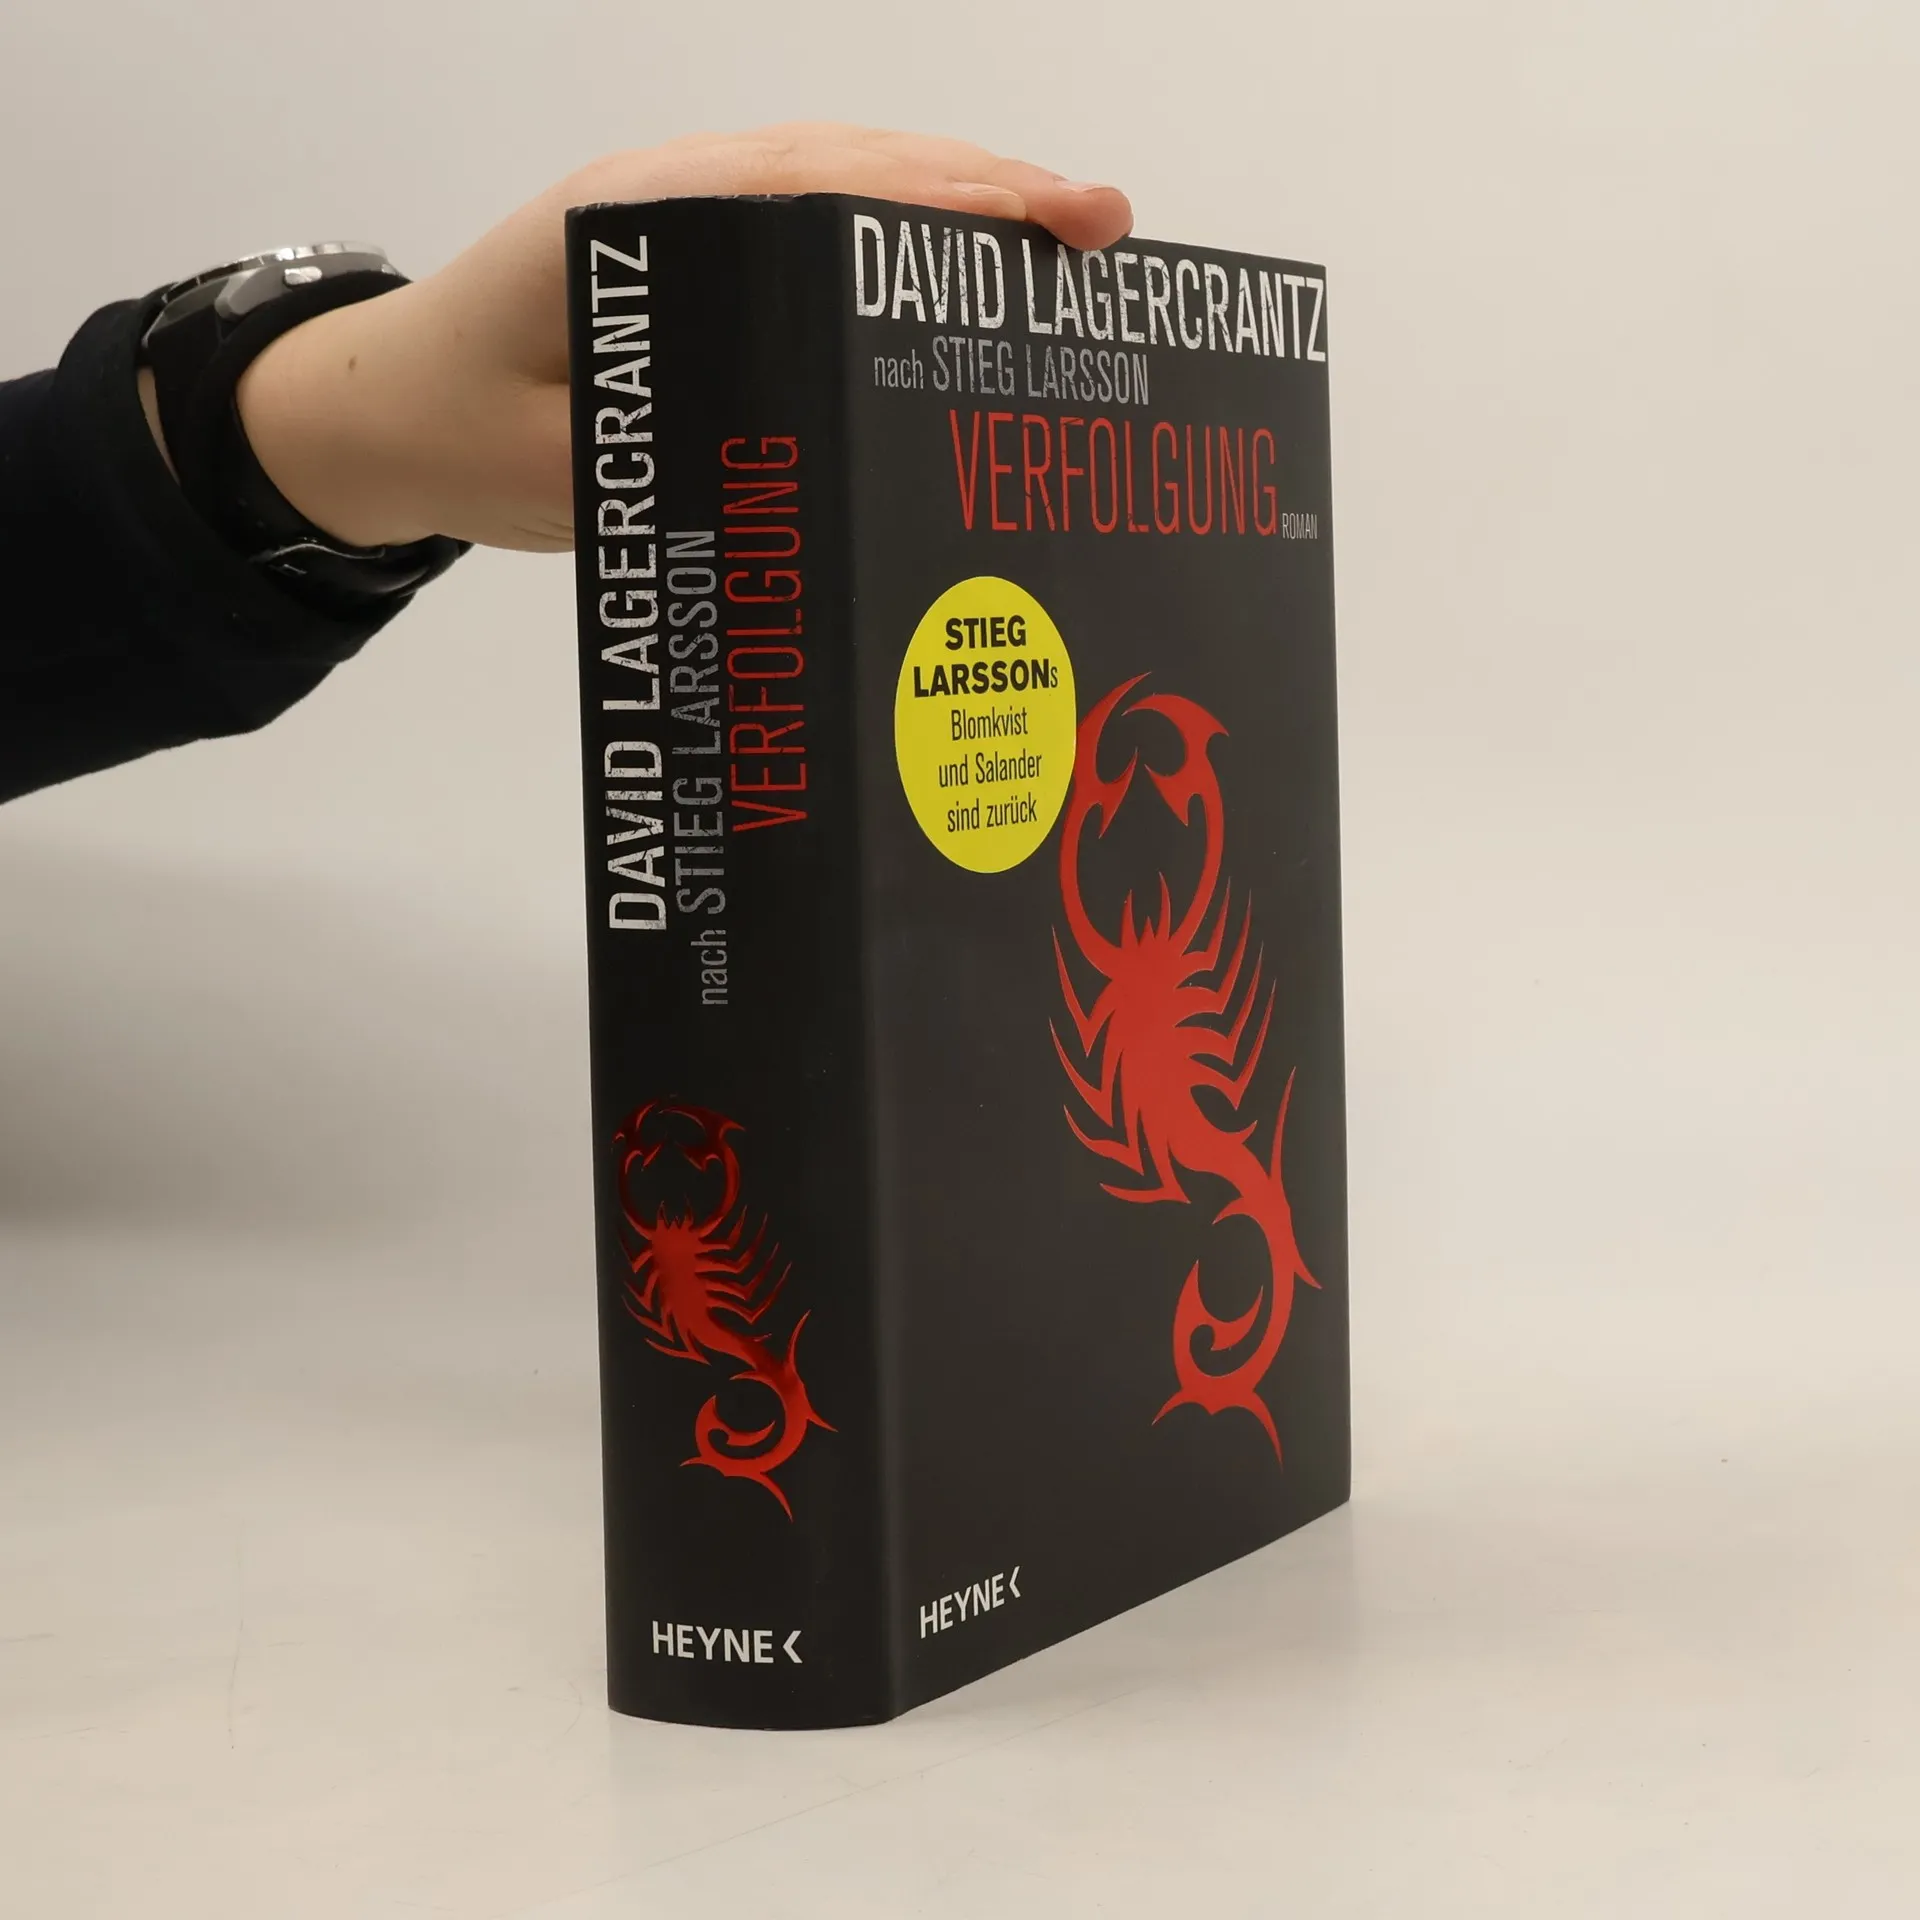 DAVID LAGERCRANTZ
nach STIEG LARSSON
VERFOLGUNG
HEYNE
DAVID LAGERCRANTZ
nach STIEG LARSSON
VERFOLGUNG
ROMAN
STIEG
LARSSONs
Blomkvist
und Salander
sind zurück
HEYNE